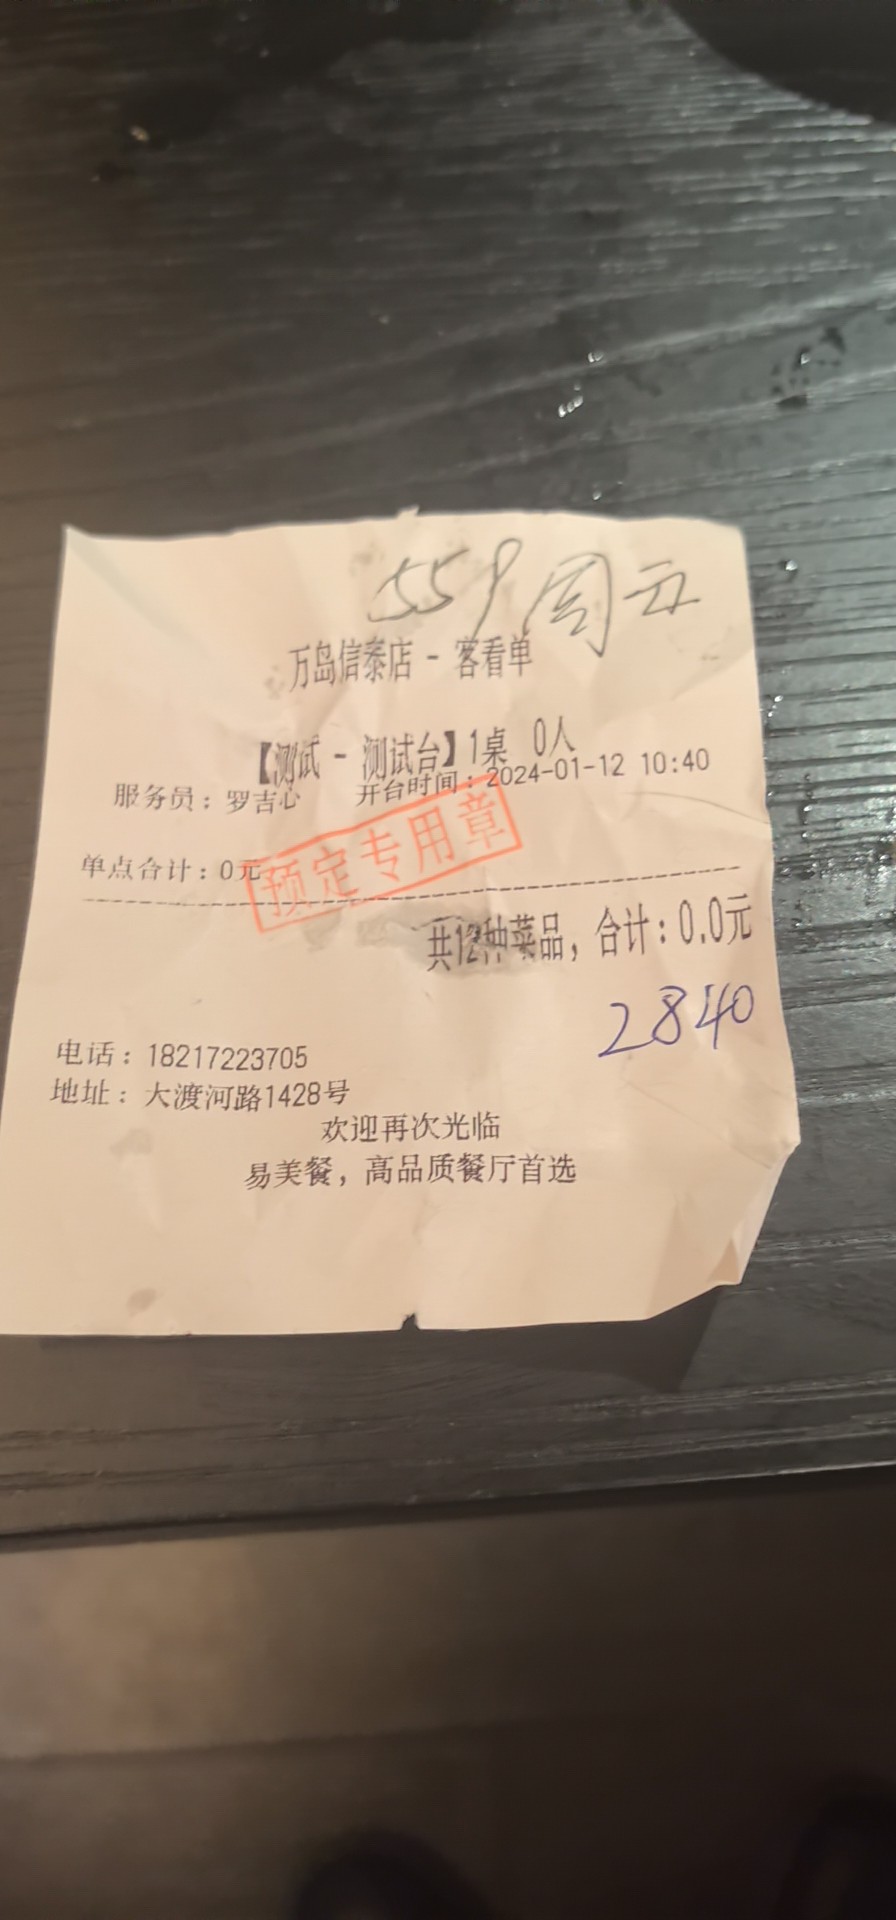 559 周五
万岛信泰店 - 客看单
【测试 - 测试台】1桌 0人
服务员：罗吉心 开台时间：2024-01-12 10:40
预定专用章
单点合计：0元
共12种菜品，合计：0.0元
2840
电话：18217223705
地址：大渡河路1428号
欢迎再次光临
易美餐，高品质餐厅首选